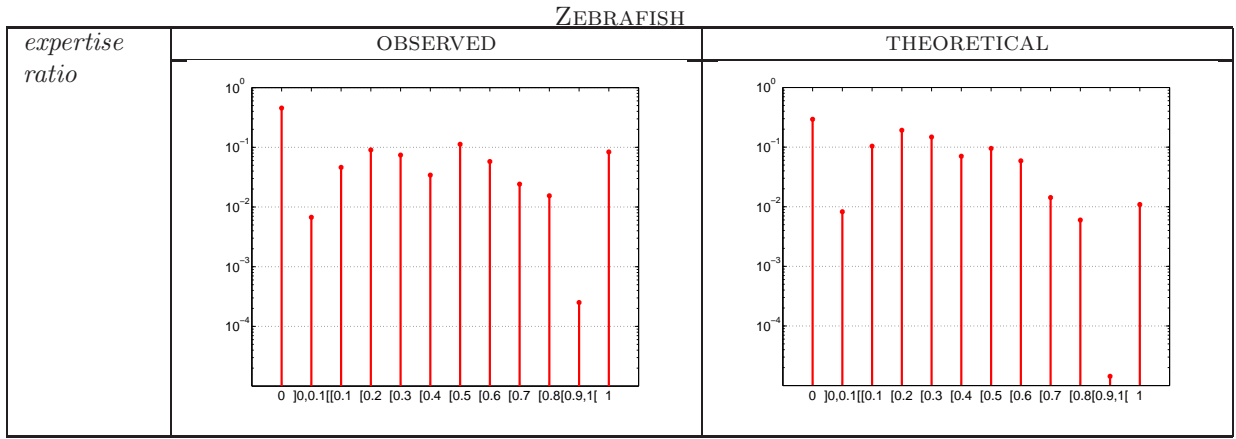 ZEBRAFISH
expertise ratio
OBSERVED
THEORETICAL
10^0
10^-1
10^-2
10^-3
10^-4
0 ]0,0.1[[0.1 [0.2 [0.3 [0.4 [0.5 [0.6 [0.7 [0.8[0.9,1[ 1
10^0
10^-1
10^-2
10^-3
10^-4
0 ]0,0.1[[0.1 [0.2 [0.3 [0.4 [0.5 [0.6 [0.7 [0.8[0.9,1[ 1